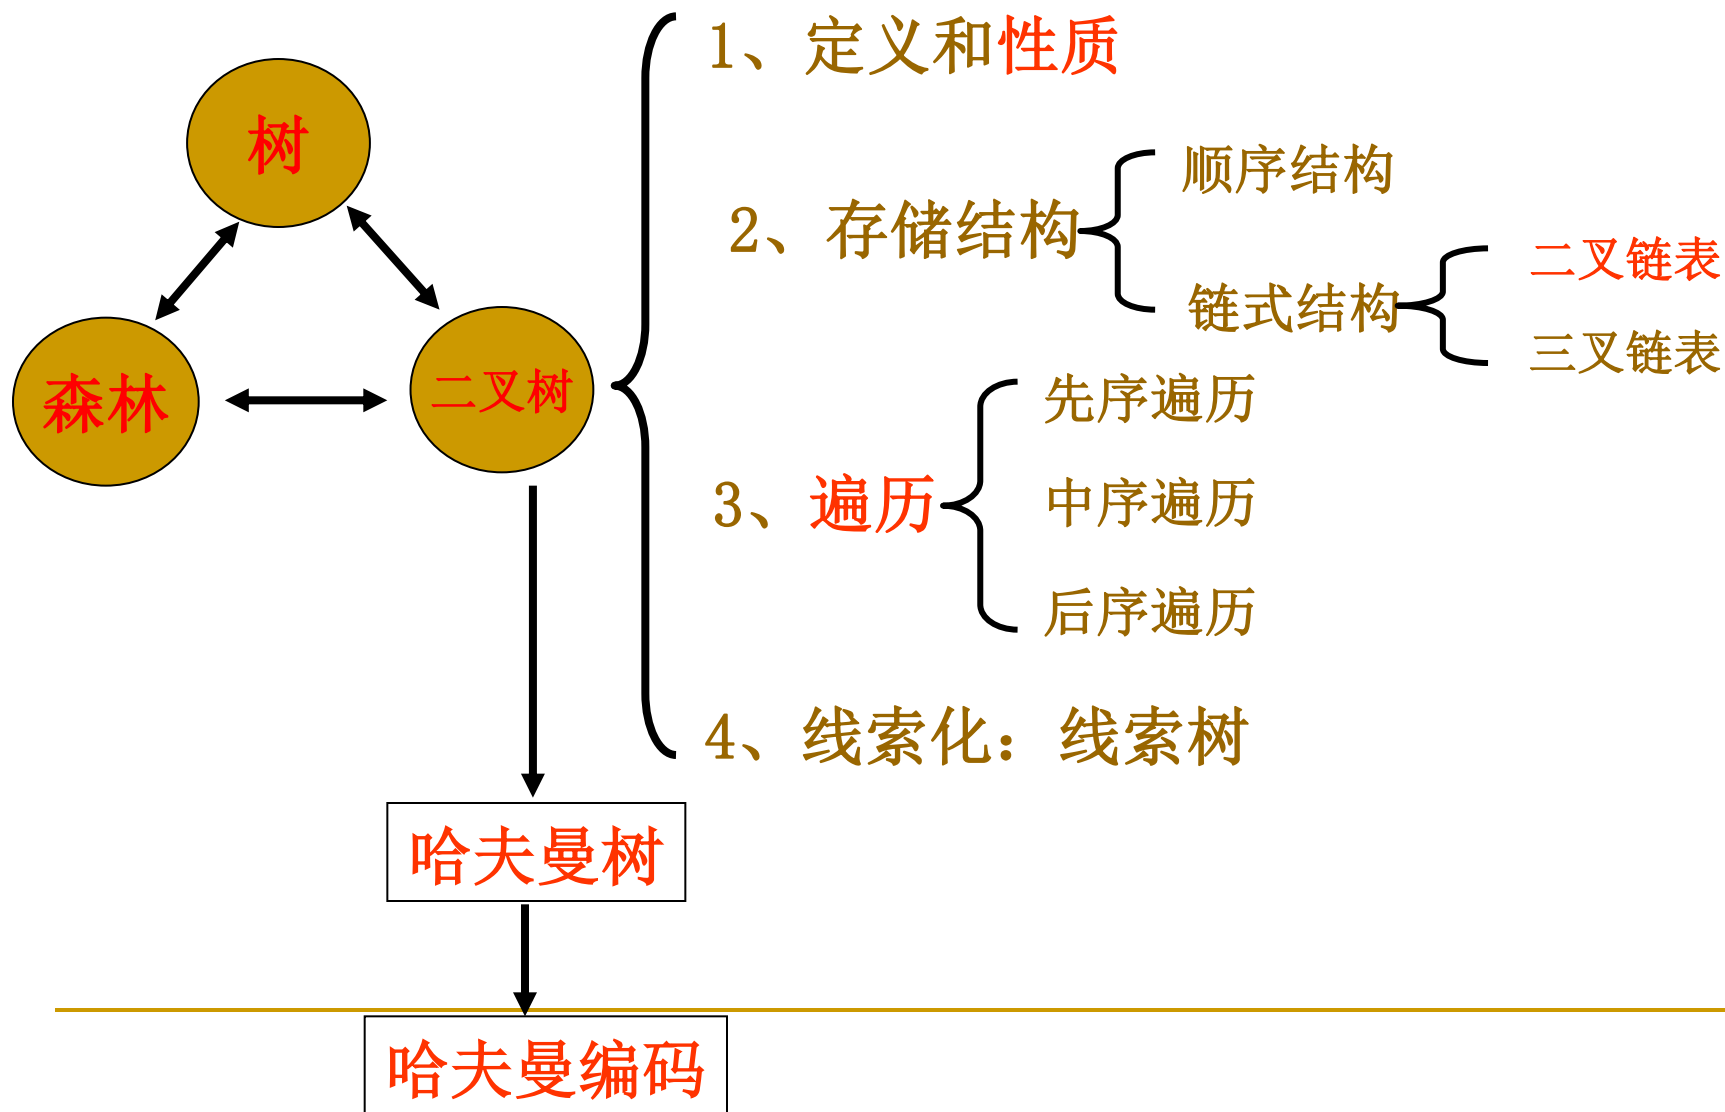 树
森林
二叉树
1、定义和性质
2、存储结构
顺序结构
链式结构
二叉链表
三叉链表
3、遍历
先序遍历
中序遍历
后序遍历
4、线索化：线索树
哈夫曼树
哈夫曼编码